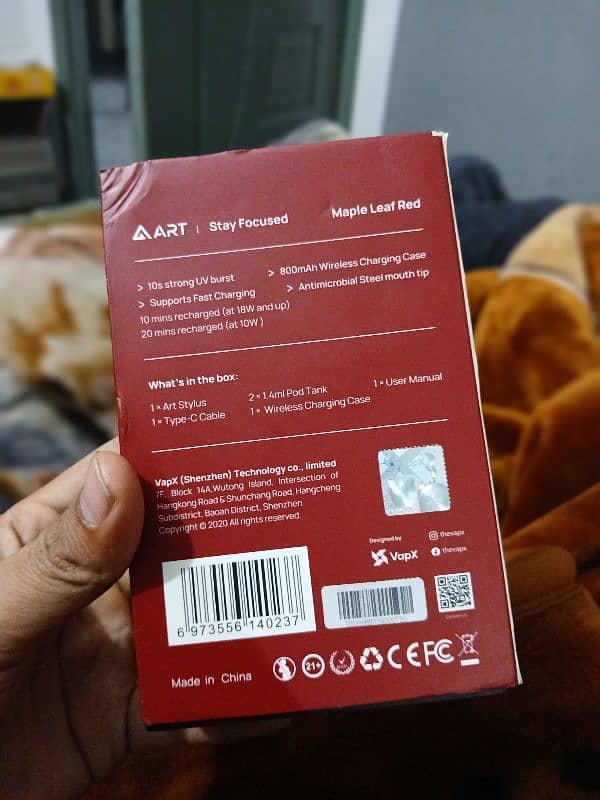 ART | Stay Focused
Maple Leaf Red
> 10s strong UV burst
> 800mAh Wireless Charging Case
> Supports Fast Charging
> Antimicrobial Steel mouth tip
10 mins recharged (at 18W and up)
20 mins recharged (at 10W)
What's in the box:
1 × Art Stylus
2 × 1.4ml Pod Tank
1 × User Manual
1 × Type-C Cable
1 × Wireless Charging Case
VapX (Shenzhen) Technology co., limited
7F, Block 14A,Wutong Island, Intersection of
Hangkong Road & Shunchang Road, Hangcheng
Subdistrict, Baoan District, Shenzhen
Copyright © 2020 All rights reserved.
Designed by
VapX
thevapx
thevapx
6 973556 140237
Made in China
21+
CE FC